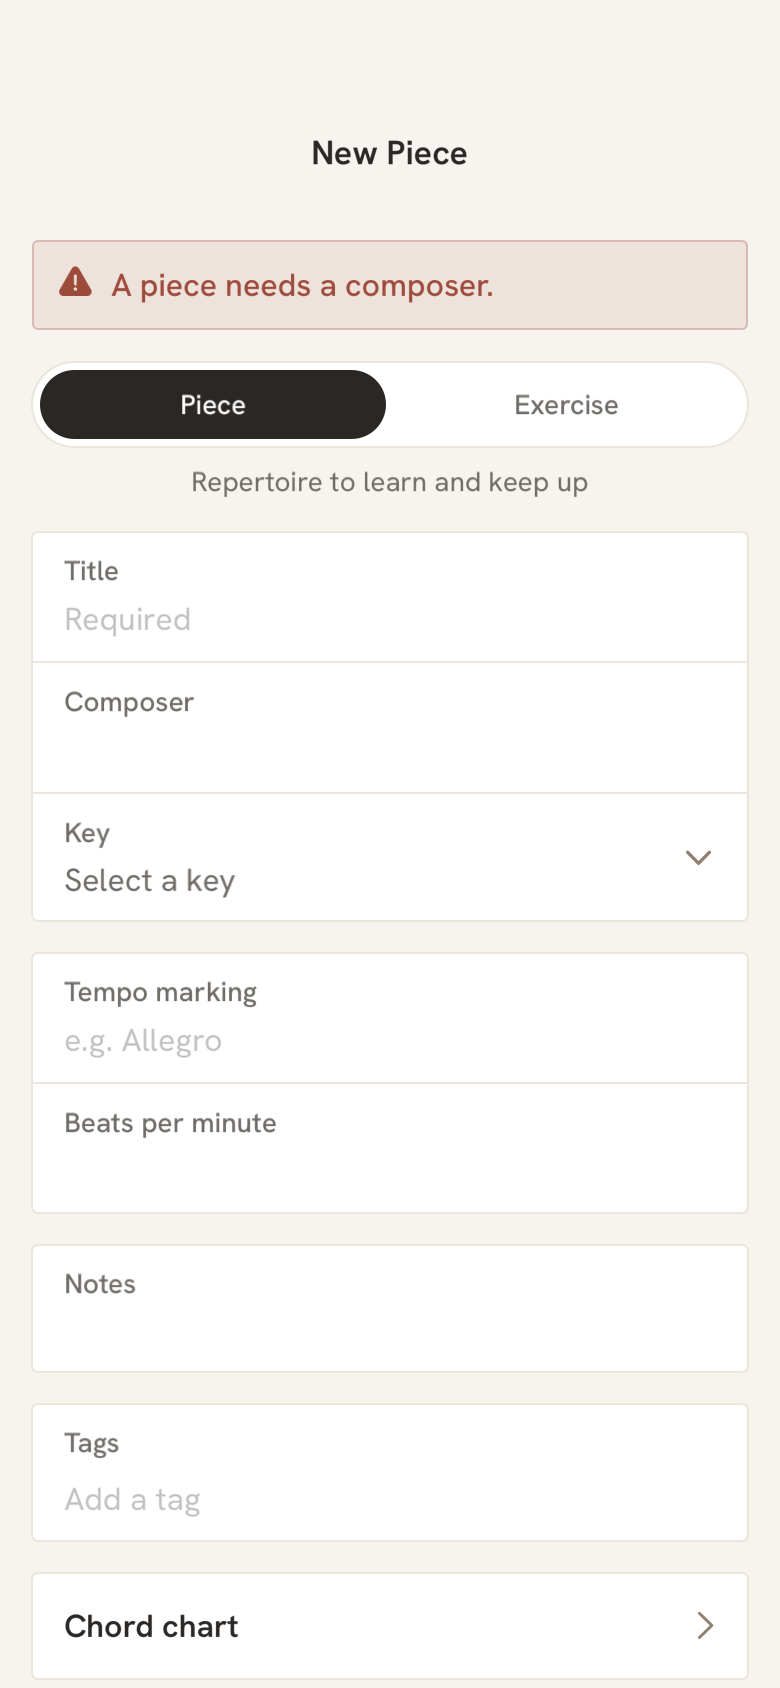 New Piece
A piece needs a composer.
Piece
Exercise
Repertoire to learn and keep up
Title
Required
Composer
Key
Select a key
Tempo marking
e.g. Allegro
Beats per minute
Notes
Tags
Add a tag
Chord chart